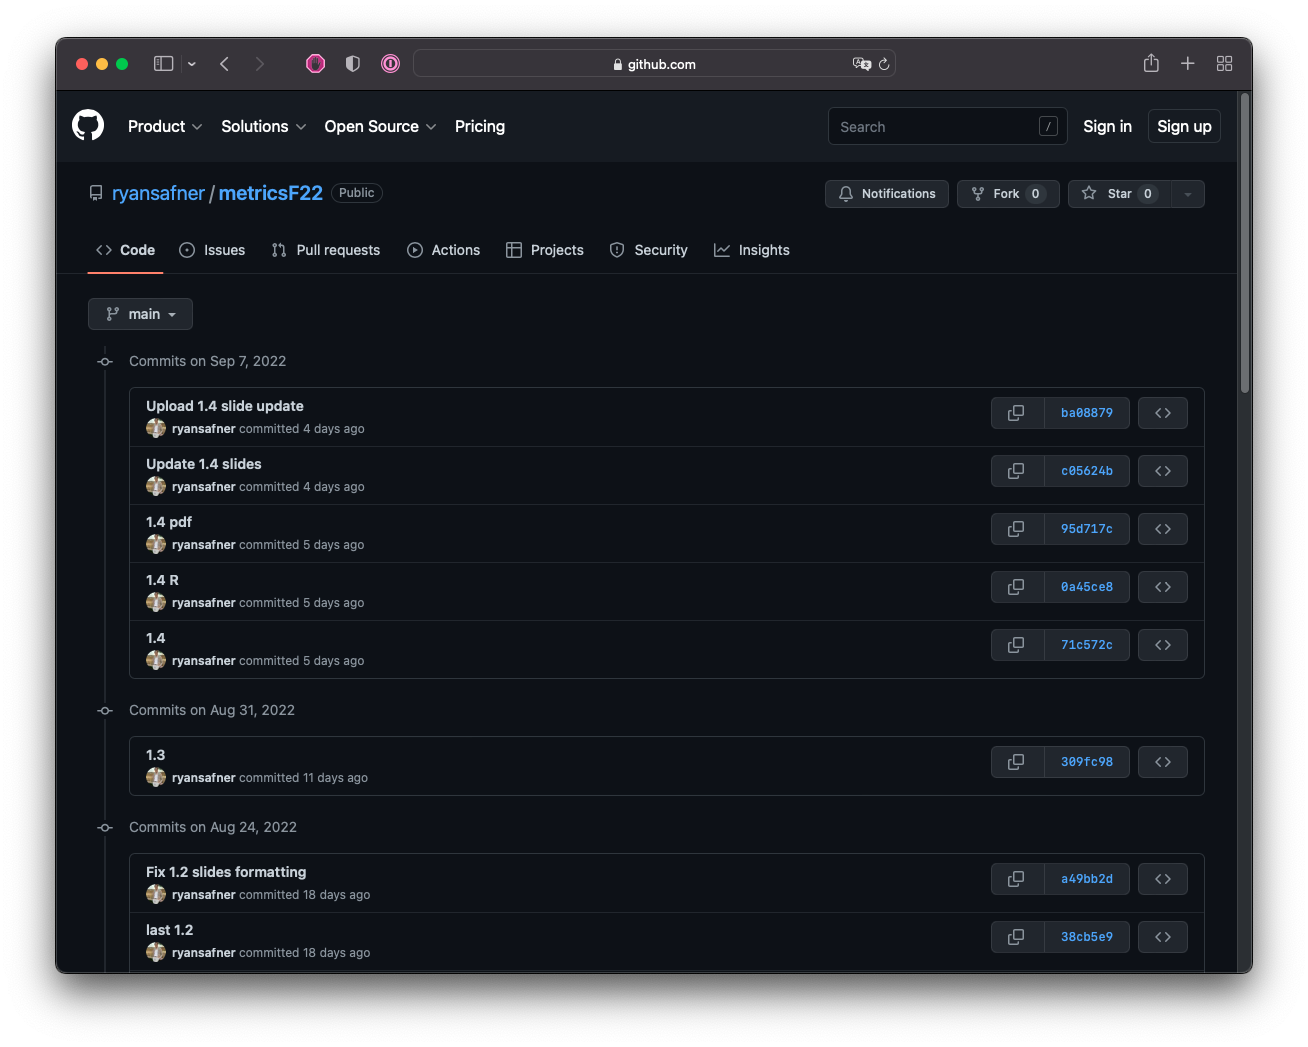 github.com
Product Solutions Open Source Pricing Search / Sign in Sign up
ryansafner / metricsF22 Public Notifications Fork 0 Star 0
Code Issues Pull requests Actions Projects Security Insights
main
Commits on Sep 7, 2022
Upload 1.4 slide update
ryansafner committed 4 days ago
ba08879
Update 1.4 slides
ryansafner committed 4 days ago
c05624b
1.4 pdf
ryansafner committed 5 days ago
95d717c
1.4 R
ryansafner committed 5 days ago
0a45ce8
1.4
ryansafner committed 5 days ago
71c572c
Commits on Aug 31, 2022
1.3
ryansafner committed 11 days ago
309fc98
Commits on Aug 24, 2022
Fix 1.2 slides formatting
ryansafner committed 18 days ago
a49bb2d
last 1.2
ryansafner committed 18 days ago
38cb5e9